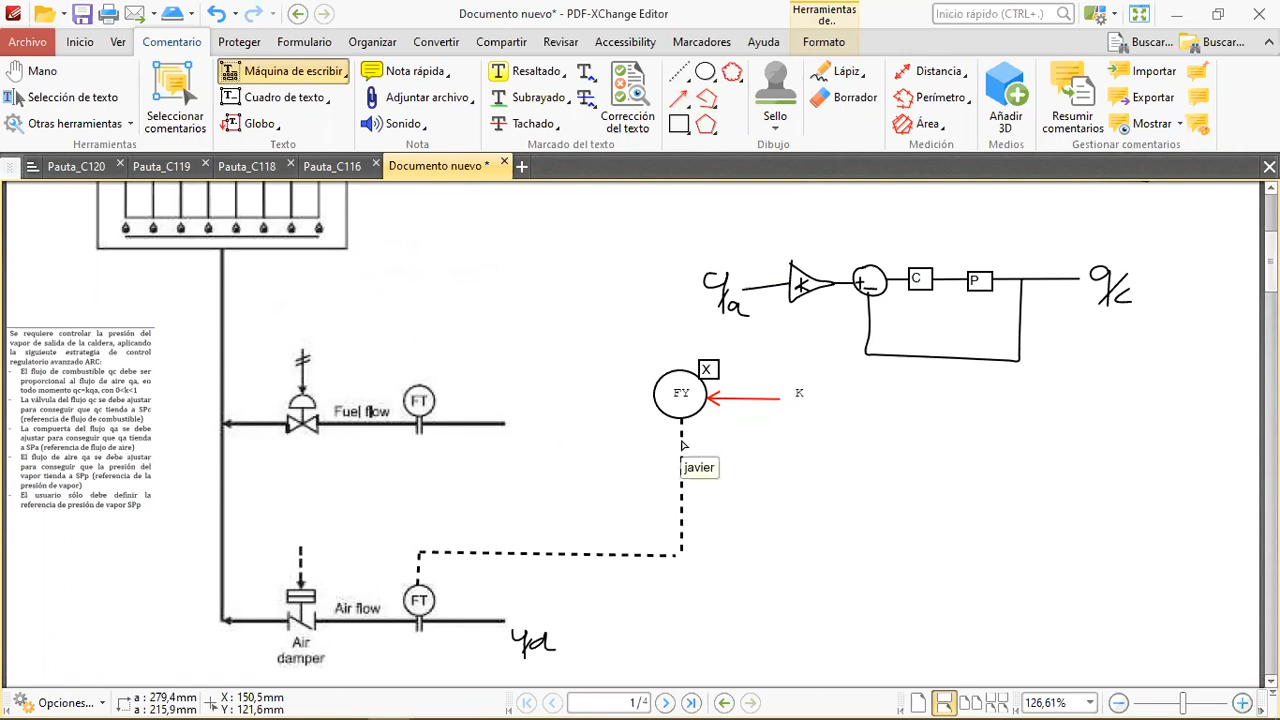 Documento nuevo * - PDF-XChange Editor
Herramientas de..
Inicio rápido (CTRL+.)
Archivo
Inicio
Ver
Comentario
Proteger
Formulario
Organizar
Convertir
Compartir
Revisar
Accessibility
Marcadores
Ayuda
Formato
Buscar...
Buscar...
Mano
Selección de texto
Otras herramientas
Herramientas
Seleccionar comentarios
Máquina de escribir
Cuadro de texto
Globo
Texto
Nota rápida
Adjuntar archivo
Sonido
Nota
Resaltado
Subrayado
Tachado
Corrección del texto
Marcado del texto
Dibujo
Sello
Lápiz
Borrador
Distancia
Perímetro
Área
Medición
Añadir 3D
Medios
Resumir comentarios
Importar
Exportar
Mostrar
Gestionar comentarios
Pauta_C120
Pauta_C119
Pauta_C118
Pauta_C116
Documento nuevo *
Se requiere controlar la presión del
vapor de salida de la caldera, aplicando
la siguiente estrategia de control
regulatorio avanzado ARC:
- El flujo de combustible qc debe ser
proporcional al flujo de aire qa, en
todo momento qc=kqa, con 0<k<1
- La válvula del flujo qc se debe ajustar
para conseguir que qc tienda a SPc
(referencia de flujo de combustible)
- La compuerta del flujo qa se debe
ajustar para conseguir que qa tienda
a SPa (referencia de flujo de aire)
- El flujo de aire qa se debe ajustar
para conseguir que la presión del
vapor tienda a SPp (referencia de la
presión de vapor)
- El usuario sólo debe definir la
referencia de presión de vapor SPp
Fuel flow
FT
Air flow
FT
Air
damper
qa
qa
K
+
−
C
P
qc
X
FY
K
javier
Opciones...
a : 279,4mm
a : 215,9mm
X : 150,5mm
Y : 121,6mm
1/4
126,61%